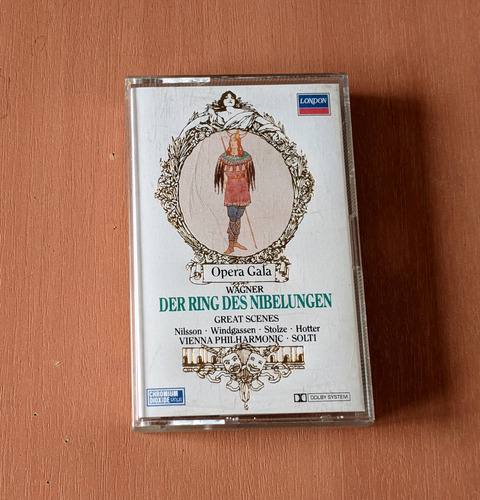 LONDON
Opera Gala
WAGNER
DER RING DES NIBELUNGEN
GREAT SCENES
Nilsson · Windgassen · Stolze · Hotter
VIENNA PHILHARMONIC · SOLTI
CHROMIUM
DIOXIDE
DOLBY SYSTEM